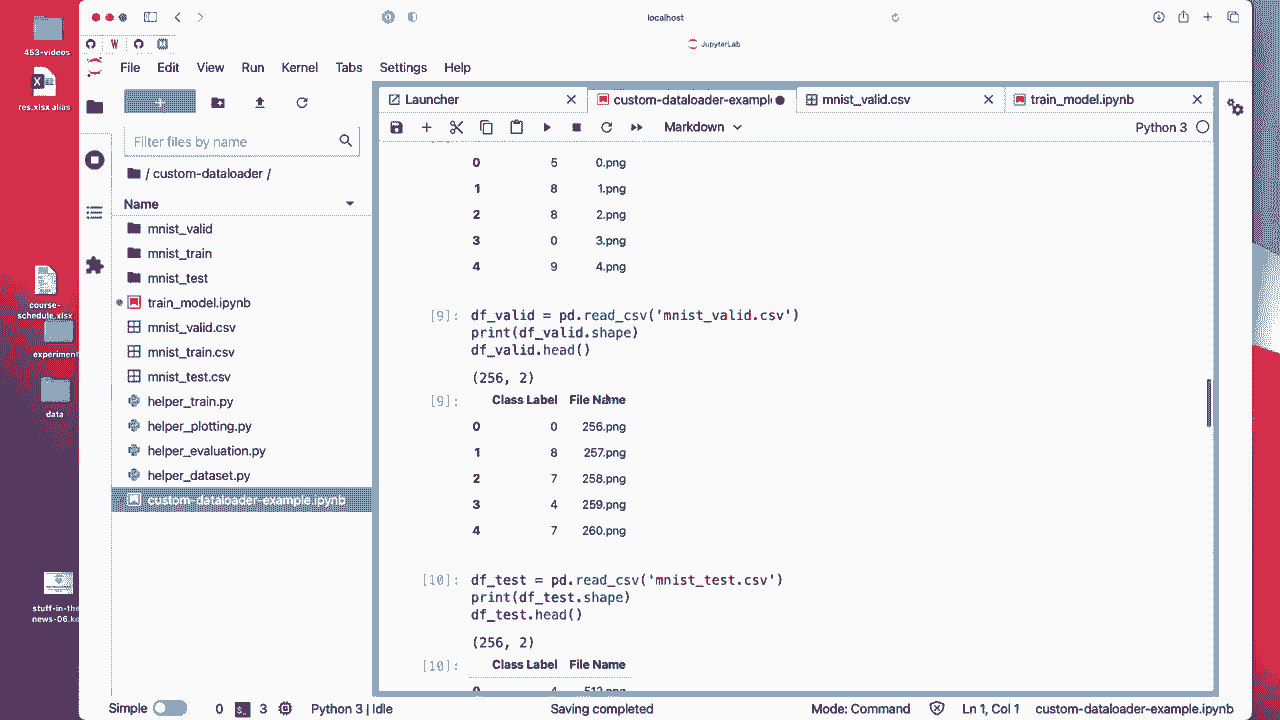 453-videos
res.xlsx alias
course-
schedule.xlsx
experiment
data
stuff-in-the
news-06.ke
localhost
JupyterLab
File Edit View Run Kernel Tabs Settings Help
Launcher
custom-dataloader-example
mnist_valid.csv
train_model.ipynb
Markdown
Python 3
Filter files by name
/ custom-dataloader /
Name
mnist_valid
mnist_train
mnist_test
train_model.ipynb
mnist_valid.csv
mnist_train.csv
mnist_test.csv
helper_train.py
helper_plotting.py
helper_evaluation.py
helper_dataset.py
custom-dataloader-example.ipynb
0 5 0.png
1 8 1.png
2 8 2.png
3 0 3.png
4 9 4.png
[9]: df_valid = pd.read_csv('mnist_valid.csv')
print(df_valid.shape)
df_valid.head()
(256, 2)
[9]: Class Label File Name
0 0 256.png
1 8 257.png
2 7 258.png
3 4 259.png
4 7 260.png
[10]: df_test = pd.read_csv('mnist_test.csv')
print(df_test.shape)
df_test.head()
(256, 2)
[10]: Class Label File Name
0 4 512.png
Simple 0 $_ 3 Python 3 | Idle Saving completed Mode: Command Ln 1, Col 1 custom-dataloader-example.ipynb